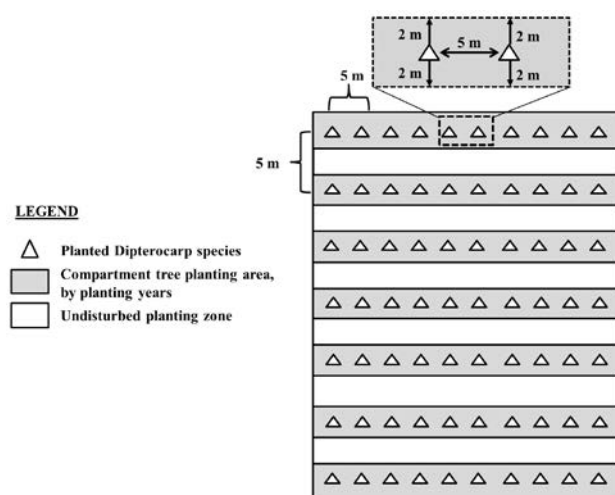 2 m
2 m
5 m
2 m
2 m
5 m
5 m
LEGEND
Planted Dipterocarp species
Compartment tree planting area,
by planting years
Undisturbed planting zone